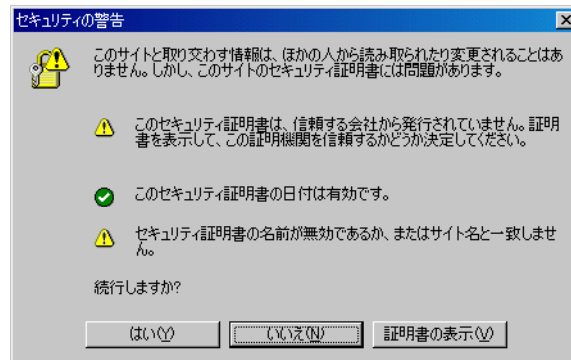 セキュリティの警告
このサイトと取り交わす情報は、ほかの人から読み取られたり変更されることはあ
りません。しかし、このサイトのセキュリティ証明書には問題があります。
このセキュリティ証明書は、信頼する会社から発行されていません。証明
書を表示して、この証明機関を信頼するかどうか決定してください。
このセキュリティ証明書の日付は有効です。
セキュリティ証明書の名前が無効であるか、またはサイト名と一致しませ
ん。
続行しますか?
はい(Y) いいえ(N) 証明書の表示(V)